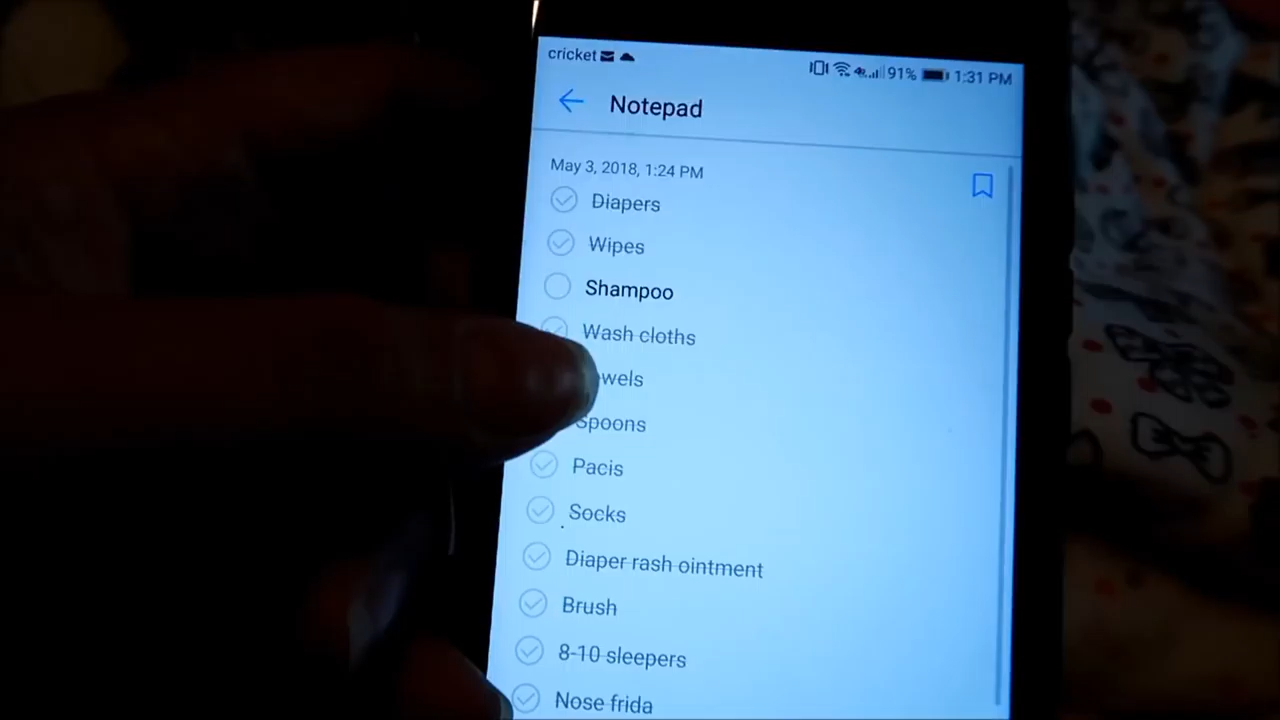 cricket
91% 1:31 PM
Notepad
May 3, 2018, 1:24 PM
Diapers
Wipes
Shampoo
Wash cloths
wels
Spoons
Pacis
Socks
Diaper rash ointment
Brush
8-10 sleepers
Nose frida